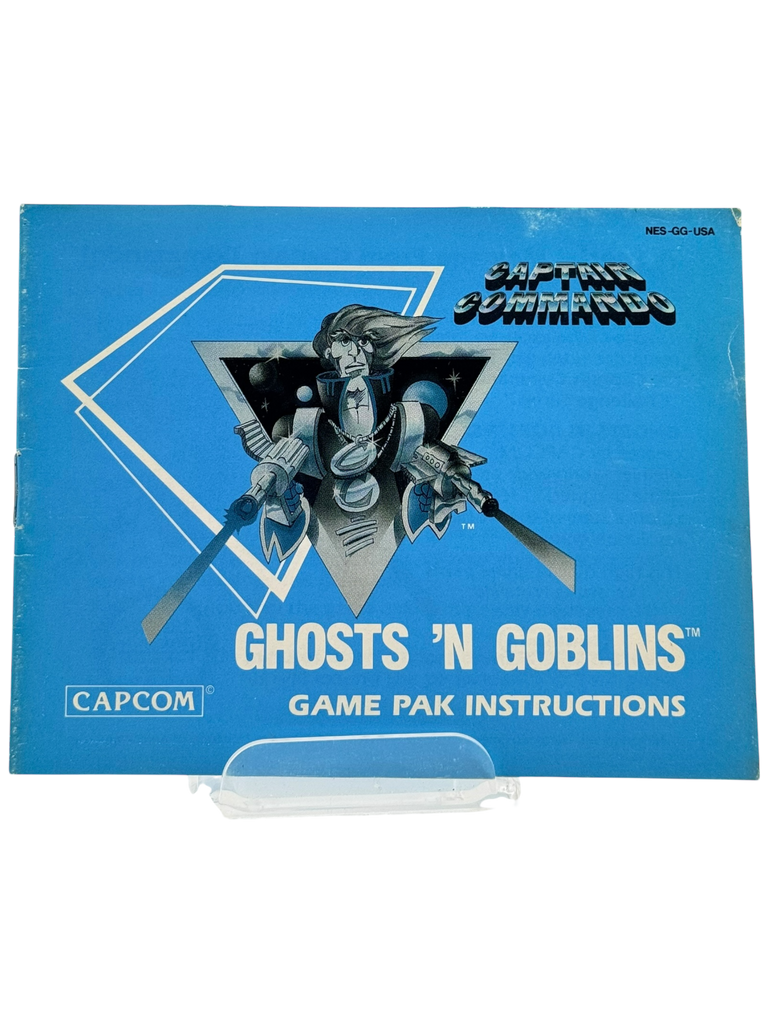 NES-GG-USA
CAPTAIN
COMMANDO
TM
GHOSTS 'N GOBLINS™
CAPCOM©
GAME PAK INSTRUCTIONS